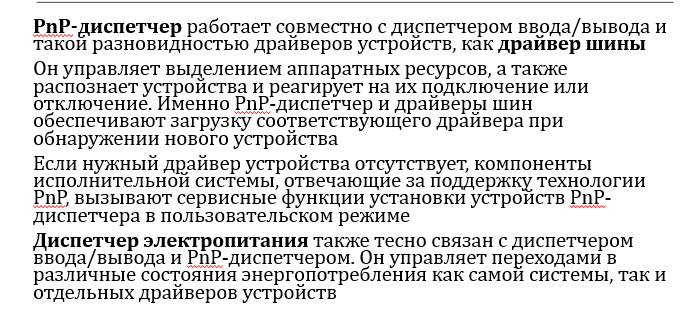 PnP-диспетчер работает совместно с диспетчером ввода/вывода и
такой разновидностью драйверов устройств, как драйвер шины
Он управляет выделением аппаратных ресурсов, а также
распознает устройства и реагирует на их подключение или
отключение. Именно PnP-диспетчер и драйверы шин
обеспечивают загрузку соответствующего драйвера при
обнаружении нового устройства
Если нужный драйвер устройства отсутствует, компоненты
исполнительной системы, отвечающие за поддержку технологии
PnP, вызывают сервисные функции установки устройств PnP-
диспетчера в пользовательском режиме
Диспетчер электропитания также тесно связан с диспетчером
ввода/вывода и PnP-диспетчером. Он управляет переходами в
различные состояния энергопотребления как самой системы, так и
отдельных драйверов устройств